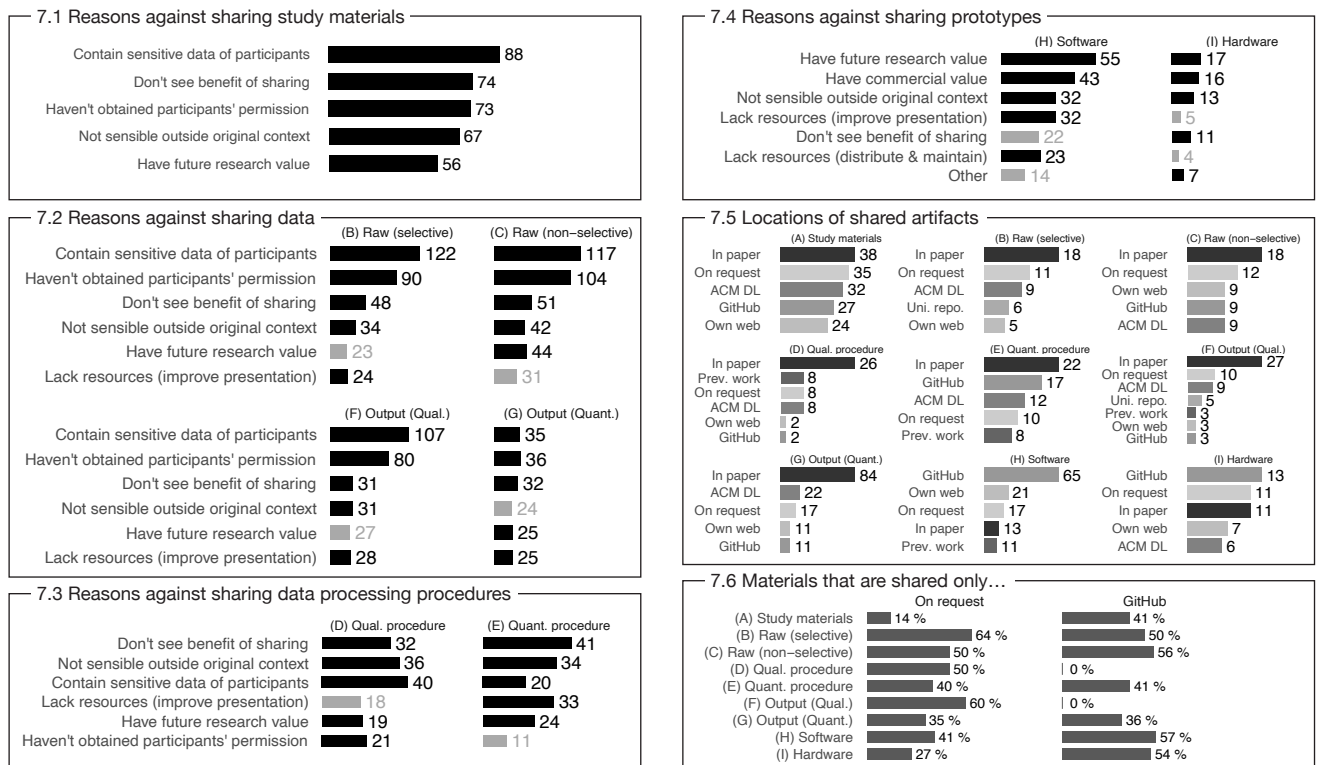 7.1 Reasons against sharing study materials
Contain sensitive data of participants 88
Don't see benefit of sharing 74
Haven't obtained participants' permission 73
Not sensible outside original context 67
Have future research value 56
7.2 Reasons against sharing data
(B) Raw (selective) (C) Raw (non−selective)
Contain sensitive data of participants 122 117
Haven't obtained participants' permission 90 104
Don't see benefit of sharing 48 51
Not sensible outside original context 34 42
Have future research value 23 44
Lack resources (improve presentation) 24 31
(F) Output (Qual.) (G) Output (Quant.)
Contain sensitive data of participants 107 35
Haven't obtained participants' permission 80 36
Don't see benefit of sharing 31 32
Not sensible outside original context 31 24
Have future research value 27 25
Lack resources (improve presentation) 28 25
7.3 Reasons against sharing data processing procedures
(D) Qual. procedure (E) Quant. procedure
Don't see benefit of sharing 32 41
Not sensible outside original context 36 34
Contain sensitive data of participants 40 20
Lack resources (improve presentation) 18 33
Have future research value 19 24
Haven't obtained participants' permission 21 11
7.4 Reasons against sharing prototypes
(H) Software (I) Hardware
Have future research value 55 17
Have commercial value 43 16
Not sensible outside original context 32 13
Lack resources (improve presentation) 32 5
Don't see benefit of sharing 22 11
Lack resources (distribute & maintain) 23 4
Other 14 7
7.5 Locations of shared artifacts
(A) Study materials
In paper 38
On request 35
ACM DL 32
GitHub 27
Own web 24
(B) Raw (selective)
In paper 18
On request 11
ACM DL 9
Uni. repo. 6
Own web 5
(C) Raw (non−selective)
In paper 18
On request 12
Own web 9
GitHub 9
ACM DL 9
(D) Qual. procedure
In paper 26
Prev. work 8
On request 8
ACM DL 8
Own web 2
GitHub 2
(E) Quant. procedure
In paper 22
GitHub 17
ACM DL 12
On request 10
Prev. work 8
(F) Output (Qual.)
In paper 27
On request 10
ACM DL 9
Uni. repo. 5
Prev. work 3
Own web 3
GitHub 3
(G) Output (Quant.)
In paper 84
ACM DL 22
On request 17
Own web 11
GitHub 11
(H) Software
GitHub 65
Own web 21
On request 17
In paper 13
Prev. work 11
(I) Hardware
GitHub 13
On request 11
In paper 11
Own web 7
ACM DL 6
7.6 Materials that are shared only…
On request GitHub
(A) Study materials 14 % 41 %
(B) Raw (selective) 64 % 50 %
(C) Raw (non−selective) 50 % 56 %
(D) Qual. procedure 50 % 0 %
(E) Quant. procedure 40 % 41 %
(F) Output (Qual.) 60 % 0 %
(G) Output (Quant.) 35 % 36 %
(H) Software 41 % 57 %
(I) Hardware 27 % 54 %